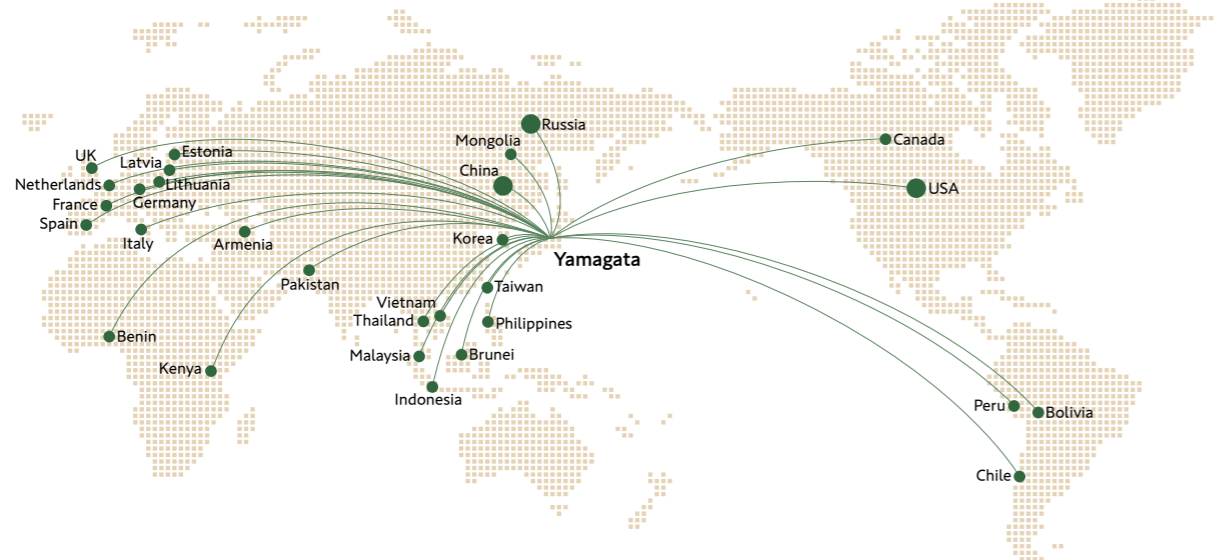 Russia
Mongolia
China
Canada
USA
UK
Estonia
Latvia
Netherlands
Lithuania
Germany
France
Spain
Italy
Armenia
Korea
Yamagata
Pakistan
Taiwan
Vietnam
Thailand
Philippines
Benin
Malaysia
Brunei
Kenya
Indonesia
Peru
Bolivia
Chile